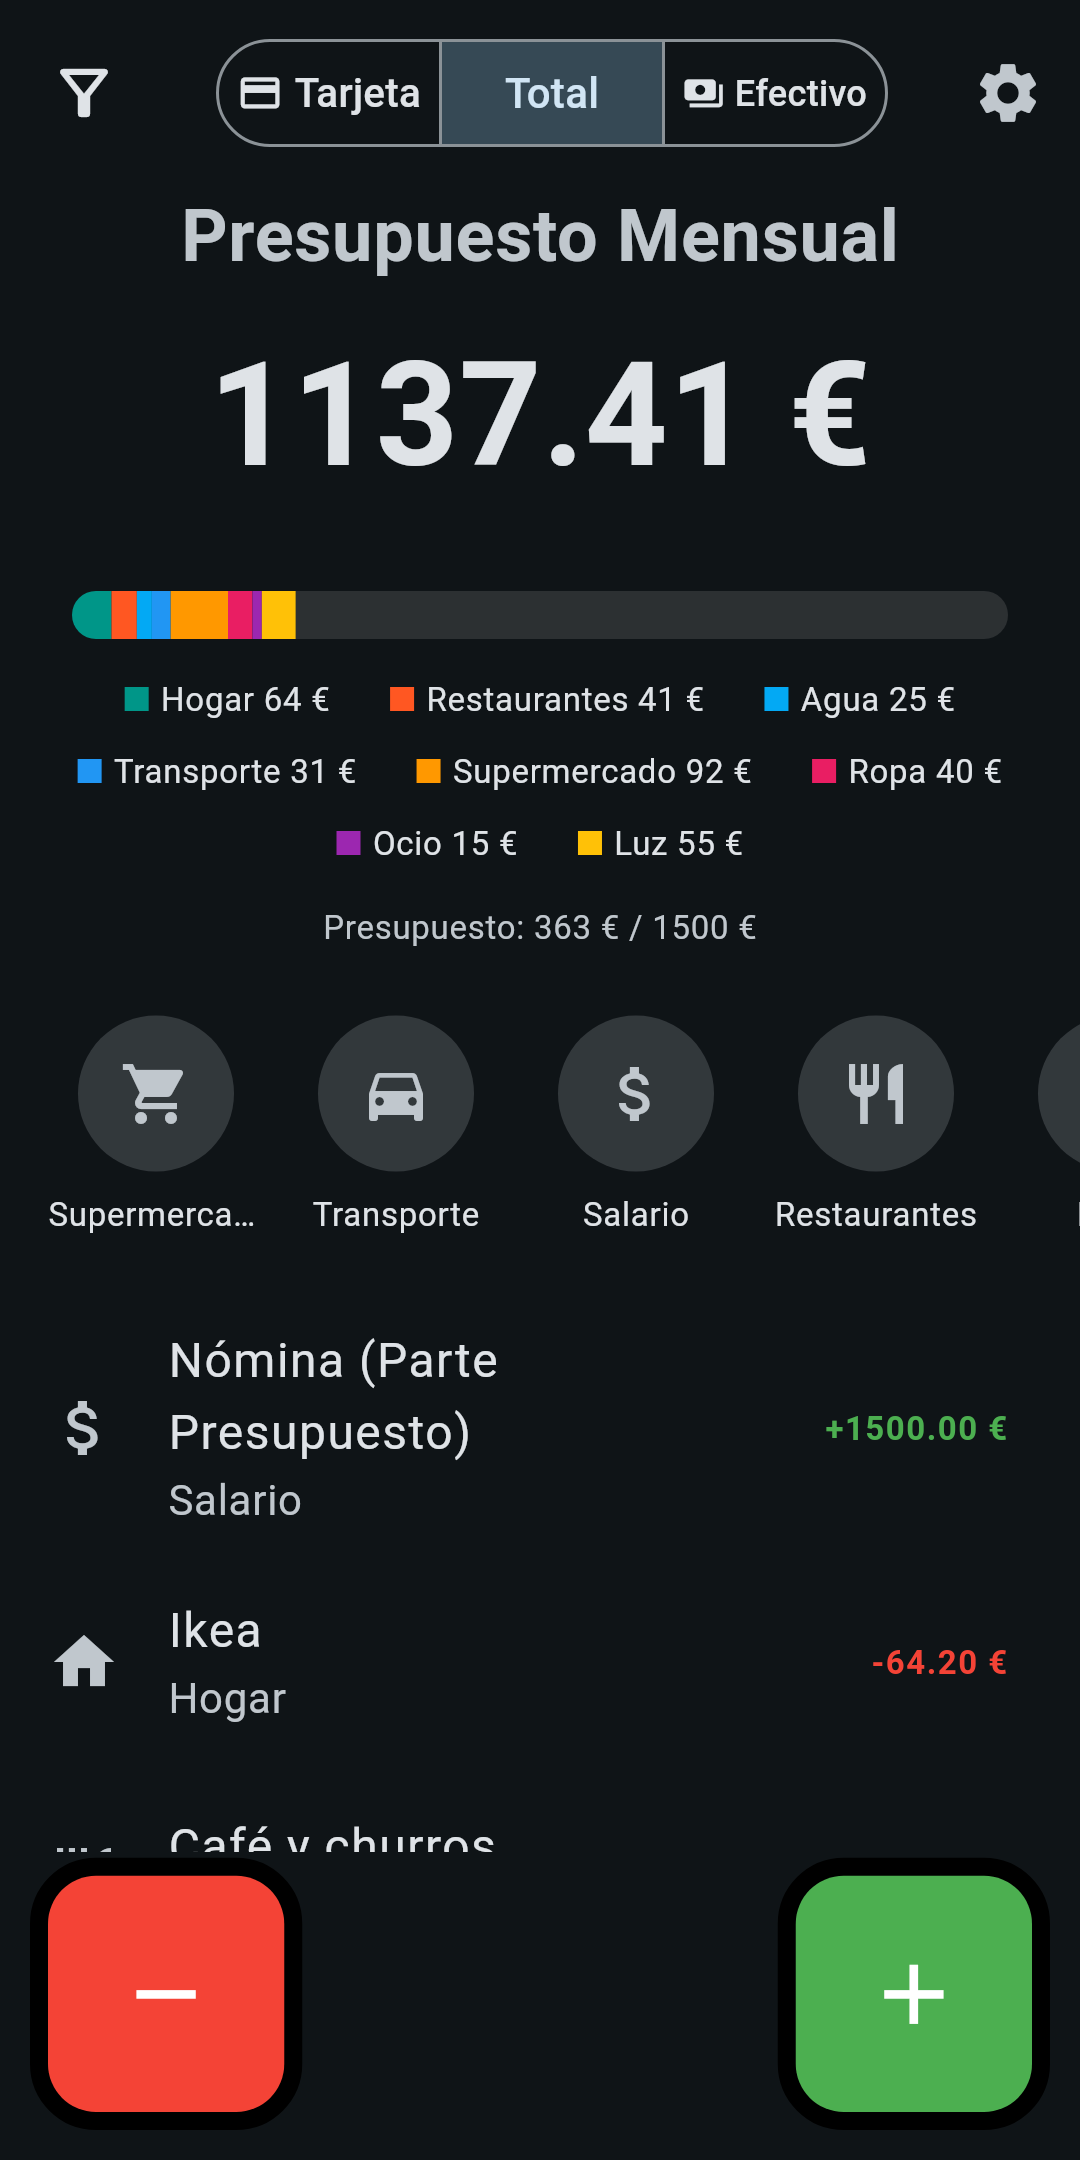 Tarjeta Total Efectivo
Presupuesto Mensual
1137.41 €
Hogar 64 € Restaurantes 41 € Agua 25 €
Transporte 31 € Supermercado 92 € Ropa 40 €
Ocio 15 € Luz 55 €
Presupuesto: 363 € / 1500 €
Supermerca… Transporte Salario Restaurantes
Nómina (Parte
Presupuesto)
+1500.00 €
Salario
Ikea
-64.20 €
Hogar
Café y churros